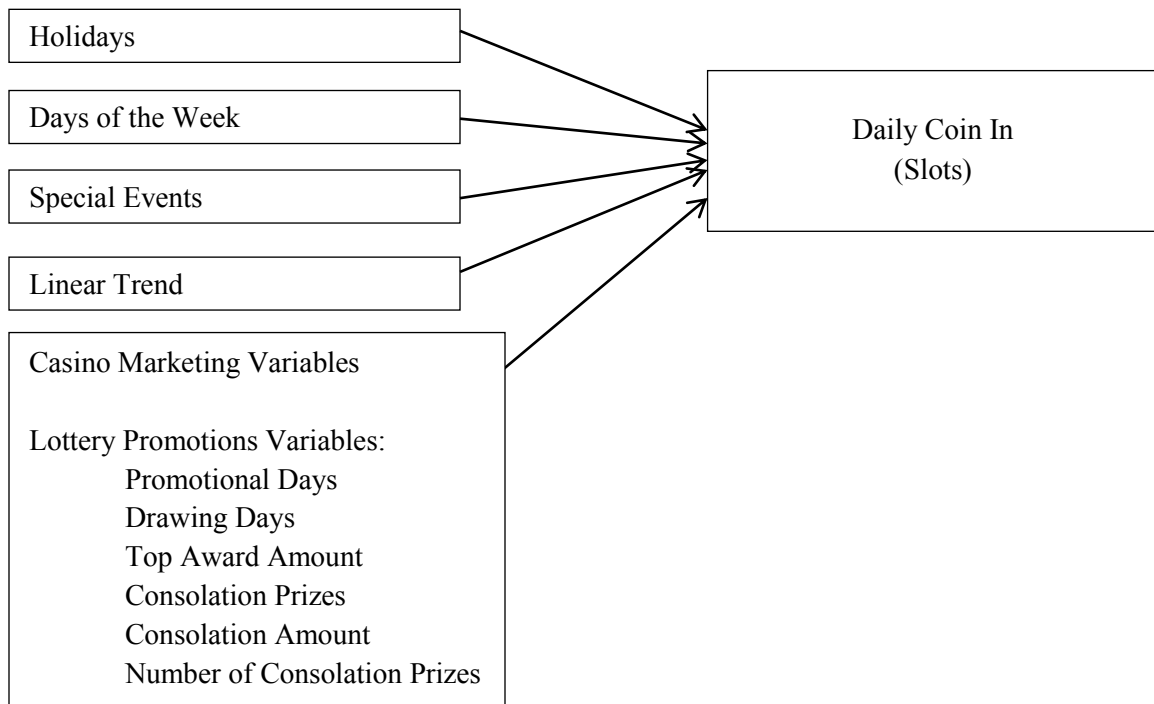 Holidays
Days of the Week
Special Events
Linear Trend
Casino Marketing Variables
Lottery Promotions Variables:
Promotional Days
Drawing Days
Top Award Amount
Consolation Prizes
Consolation Amount
Number of Consolation Prizes
Daily Coin In
(Slots)